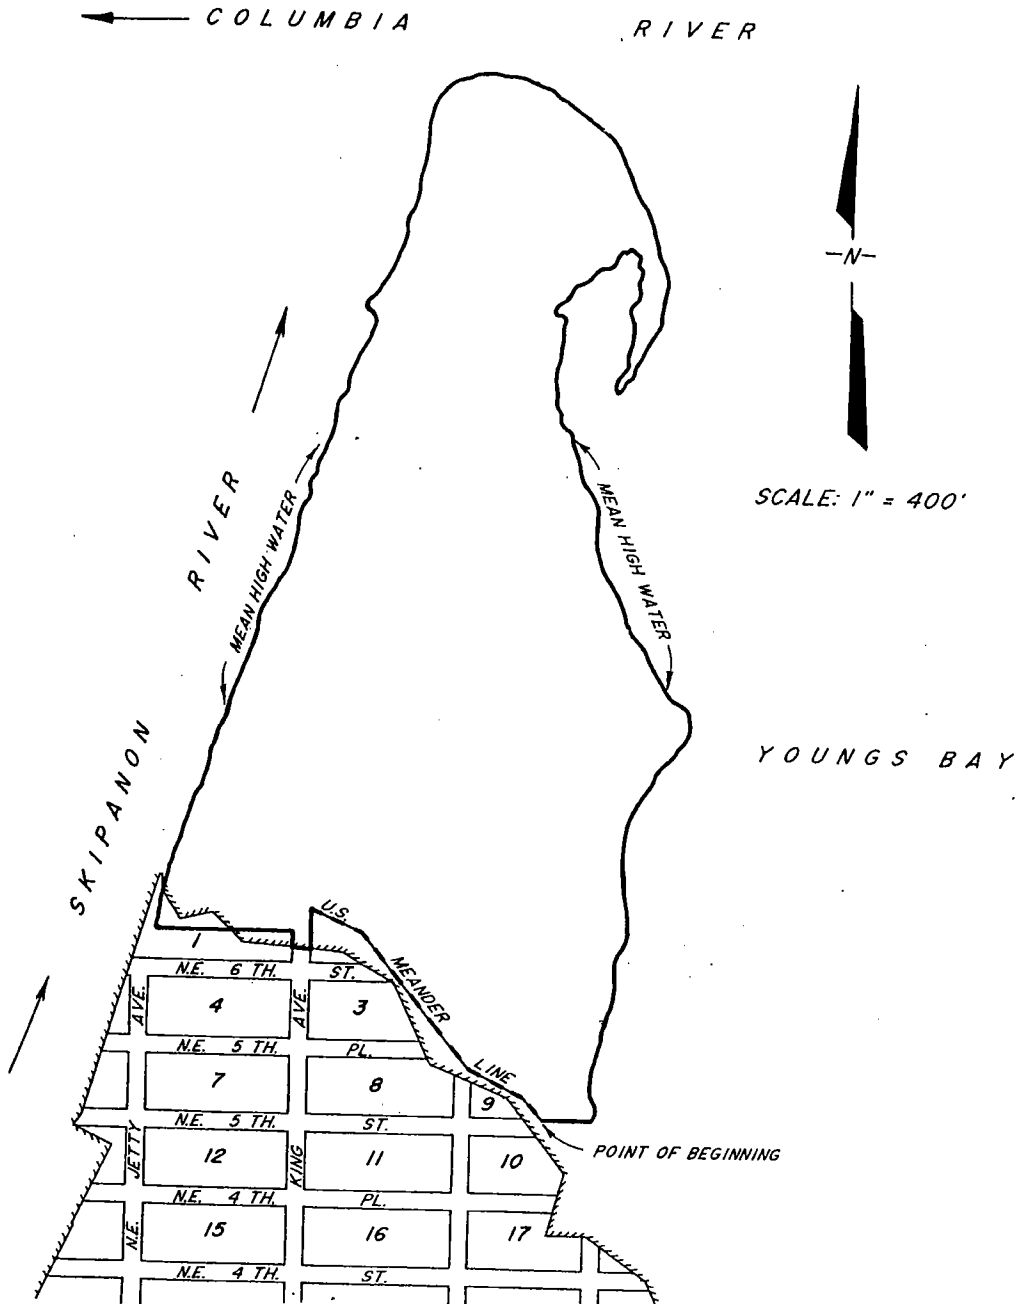 COLUMBIA RIVER
-N-
SCALE: 1" = 400'
SKIPANON RIVER
MEAN HIGH WATER
MEAN HIGH WATER
YOUNGS BAY
U.S. MEANDER LINE
1
N.E. 6 TH. ST.
AVE.
4
AVE.
3
N.E. 5 TH. PL.
7
8
9
N.E. 5 TH. ST.
POINT OF BEGINNING
JETTY
12
KING
11
10
N.E. 4 TH. PL.
N.E.
15
16
17
N.E. 4 TH. ST.